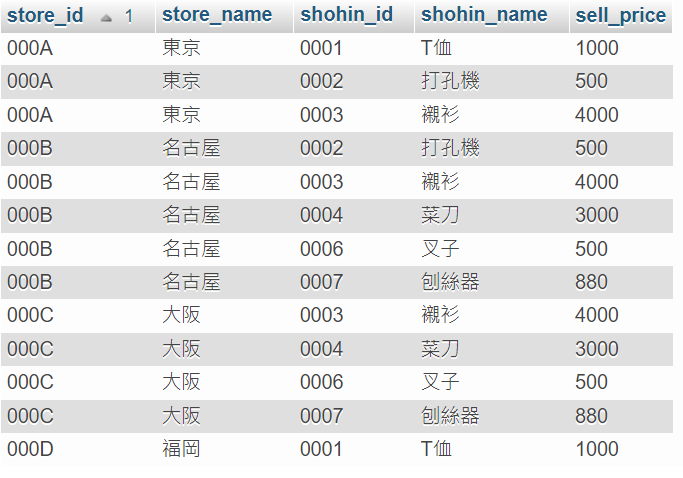 store_id 1 store_name shohin_id shohin_name sell_price
000A 東京 0001 T恤 1000
000A 東京 0002 打孔機 500
000A 東京 0003 襯衫 4000
000B 名古屋 0002 打孔機 500
000B 名古屋 0003 襯衫 4000
000B 名古屋 0004 菜刀 3000
000B 名古屋 0006 叉子 500
000B 名古屋 0007 刨絲器 880
000C 大阪 0003 襯衫 4000
000C 大阪 0004 菜刀 3000
000C 大阪 0006 叉子 500
000C 大阪 0007 刨絲器 880
000D 福岡 0001 T恤 1000